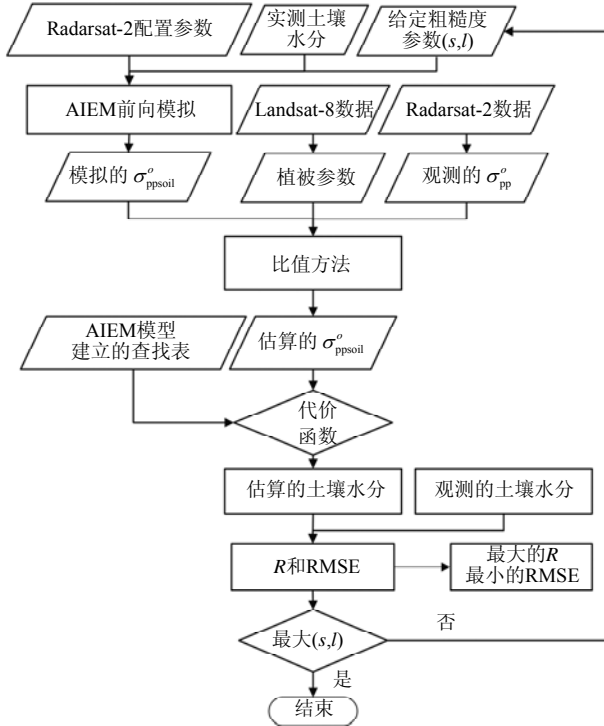 Radarsat-2配置参数
实测土壤
水分
给定粗糙度
参数(s,l)
AIEM前向模拟
Landsat-8数据
Radarsat-2数据
模拟的 σ°ppsoil
植被参数
观测的 σ°pp
比值方法
AIEM模型
建立的查找表
估算的 σ°ppsoil
代价
函数
估算的土壤水分
观测的土壤水分
R和RMSE
最大的R
最小的RMSE
最大(s,l)
否
是
结束